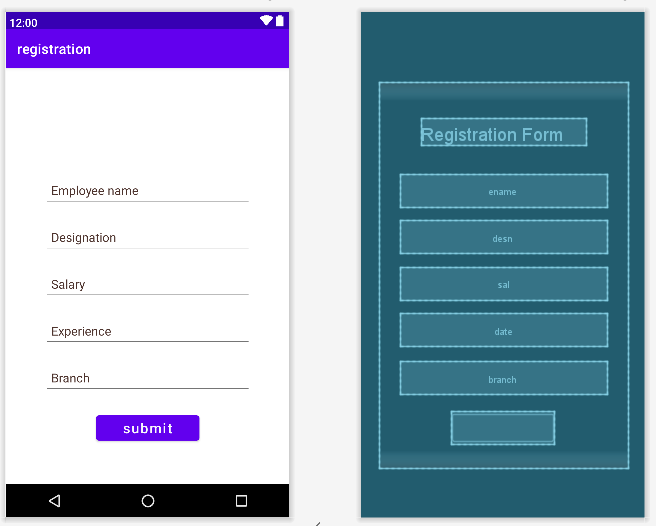 12:00
registration
Employee name
Designation
Salary
Experience
Branch
submit
Registration Form
ename
desn
sal
date
branch